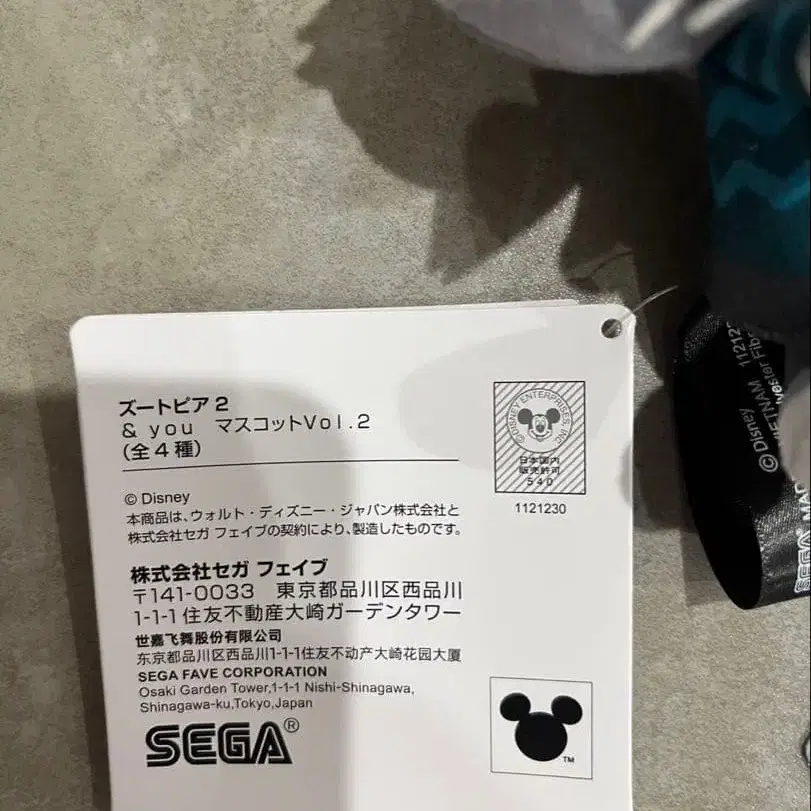 ズートピア2
& you マスコットVol.2
(全4種)
© Disney
本商品は、ウォルト・ディズニー・ジャパン株式会社と
株式会社セガ フェイブの契約により、製造したものです。
株式会社セガ フェイブ
〒141-0033 東京都品川区西品川
1-1-1住友不動産大崎ガーデンタワー
世嘉飞舞股份有限公司
东京都品川区西品川1-1-1住友不动产大崎花园大厦
SEGA FAVE CORPORATION
Osaki Garden Tower,1-1-1 Nishi-Shinagawa,
Shinagawa-ku,Tokyo,Japan
SEGA®
©DISNEY ENTERPRISES, INC.
日本国内
販売許可
540
1121230
TM
©Disney
VIETNAM
SEGA